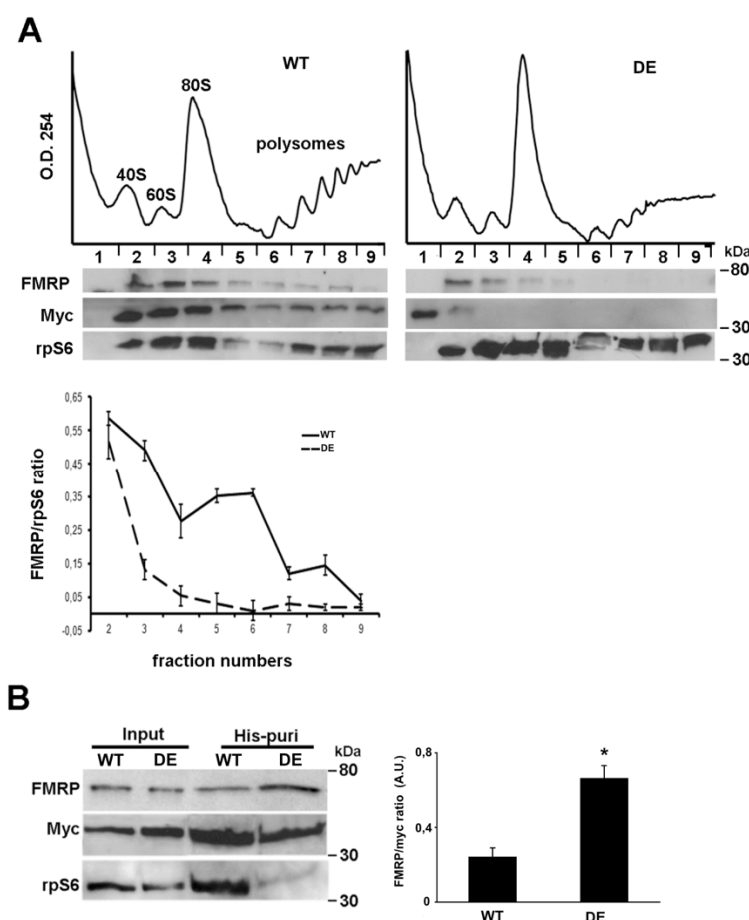 A
WT
DE
O.D. 254
40S
60S
80S
polysomes
1 2 3 4 5 6 7 8 9
1 2 3 4 5 6 7 8 9
kDa
FMRP
–80
Myc
–30
rpS6
–30
FMRP/rpS6 ratio
0,65
0,55
0,45
0,35
0,25
0,15
0,05
-0,05
WT
DE
2 3 4 5 6 7 8 9
fraction numbers
B
Input His-puri
WT DE WT DE
kDa
–80
FMRP
Myc
–30
rpS6
–30
FMRP/myc ratio (A.U.)
0,8
0,4
0
*
WT DE